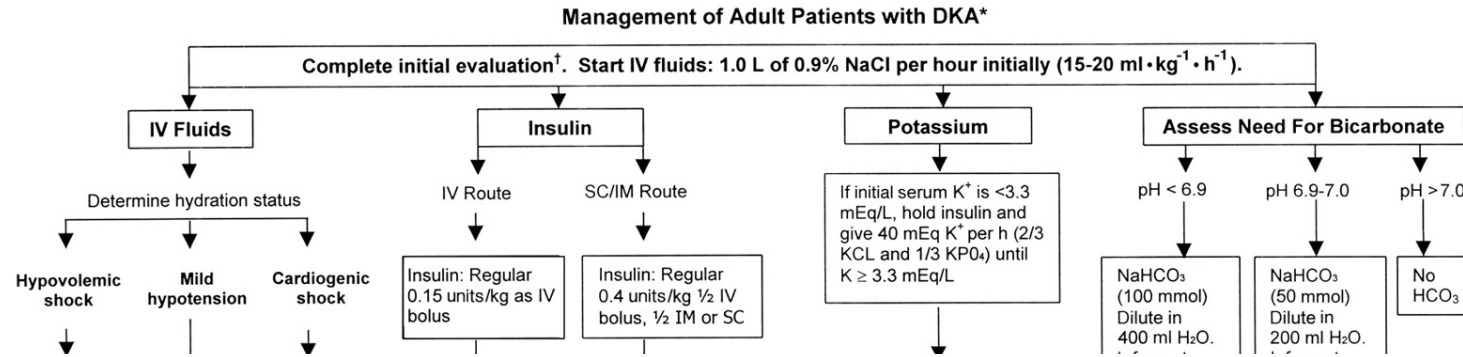 Management of Adult Patients with DKA*
Complete initial evaluation†. Start IV fluids: 1.0 L of 0.9% NaCl per hour initially (15-20 ml•kg⁻¹•h⁻¹).
IV Fluids
Determine hydration status
Hypovolemic
shock
Mild
hypotension
Cardiogenic
shock
Insulin
IV Route
Insulin: Regular
0.15 units/kg as IV
bolus
SC/IM Route
Insulin: Regular
0.4 units/kg ½ IV
bolus, ½ IM or SC
Potassium
If initial serum K⁺ is <3.3
mEq/L, hold insulin and
give 40 mEq K⁺ per h (2/3
KCL and 1/3 KP0₄) until
K ≥ 3.3 mEq/L
Assess Need For Bicarbonate
pH < 6.9
NaHCO₃
(100 mmol)
Dilute in
400 ml H₂O.
pH 6.9-7.0
NaHCO₃
(50 mmol)
Dilute in
200 ml H₂O.
pH >7.0
No
HCO₃